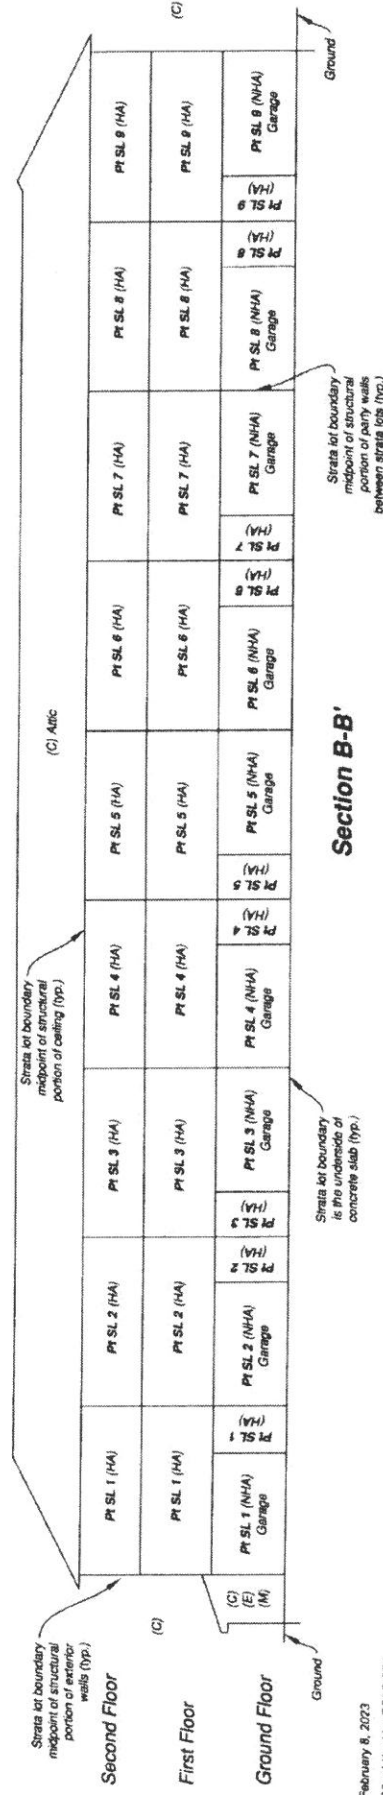 (C) Attic
Strata lot boundary
midpoint of structural
portion of exterior
walls (typ.)
Strata lot boundary
midpoint of structural
portion of ceiling (typ.)
Second Floor
Pt SL 1 (HA)
Pt SL 2 (HA)
Pt SL 3 (HA)
Pt SL 4 (HA)
Pt SL 5 (HA)
Pt SL 6 (HA)
Pt SL 7 (HA)
Pt SL 8 (HA)
Pt SL 9 (HA)
(C)
First Floor
Pt SL 1 (HA)
Pt SL 2 (HA)
Pt SL 3 (HA)
Pt SL 4 (HA)
Pt SL 5 (HA)
Pt SL 6 (HA)
Pt SL 7 (HA)
Pt SL 8 (HA)
Pt SL 9 (HA)
(C)
Ground Floor
(C)
(E)
(M)
Pt SL 1 (NHA)
Garage
Pt SL 1
(HA)
Pt SL 2 (NHA)
Garage
Pt SL 2
(HA)
Pt SL 3
(HA)
Pt SL 3 (NHA)
Garage
Pt SL 4 (NHA)
Garage
Pt SL 4
(HA)
Pt SL 5
(HA)
Pt SL 5 (NHA)
Garage
Pt SL 6 (NHA)
Garage
Pt SL 6
(HA)
Pt SL 7
(HA)
Pt SL 7 (NHA)
Garage
Pt SL 8 (NHA)
Garage
Pt SL 8
(HA)
Pt SL 9
(HA)
Pt SL 9 (NHA)
Garage
Ground
Ground
Strata lot boundary
is the underside of
concrete slab (typ.)
Strata lot boundary
midpoint of structural
portion of party walls
between strata lots (typ.)
Section B-B'
February 8, 2023